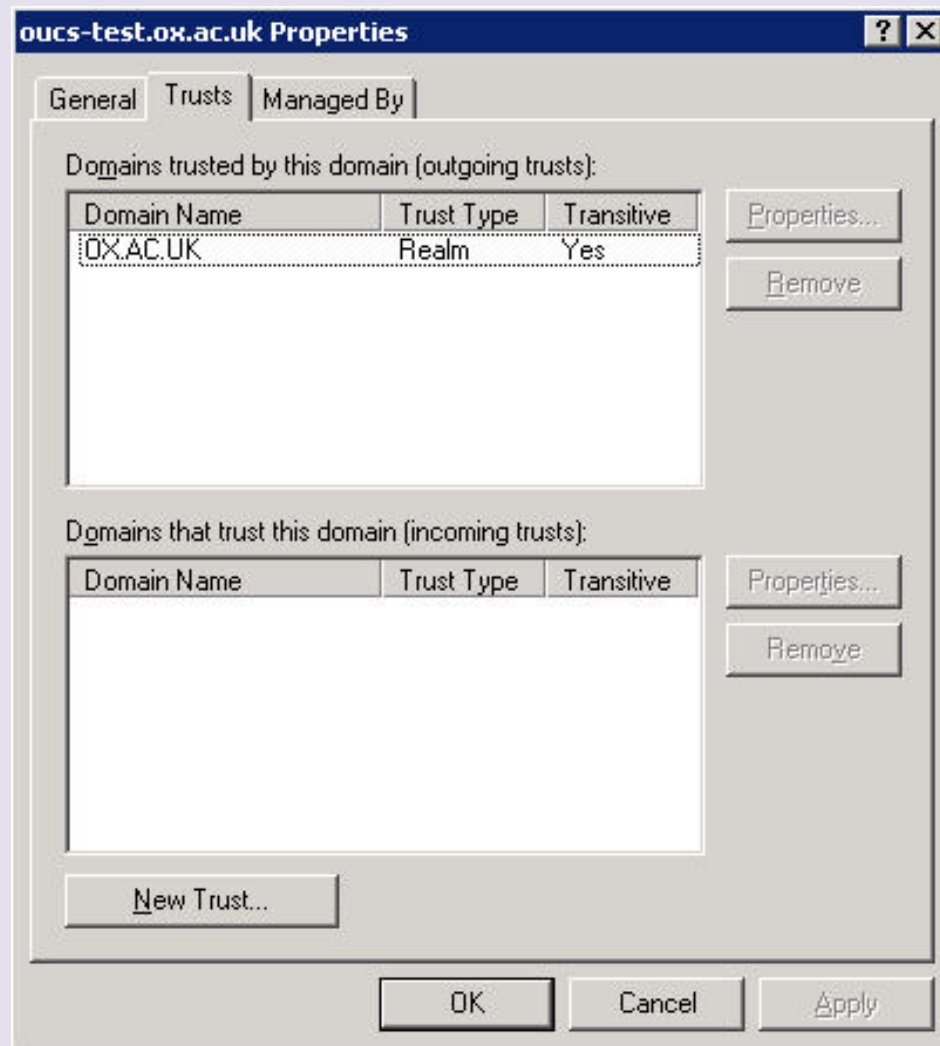 oucs-test.ox.ac.uk Properties
General Trusts Managed By
Domains trusted by this domain (outgoing trusts):
Domain Name Trust Type Transitive
OX.AC.UK Realm Yes
Properties...
Remove
Domains that trust this domain (incoming trusts):
Domain Name Trust Type Transitive
Properties...
Remove
New Trust...
OK Cancel Apply